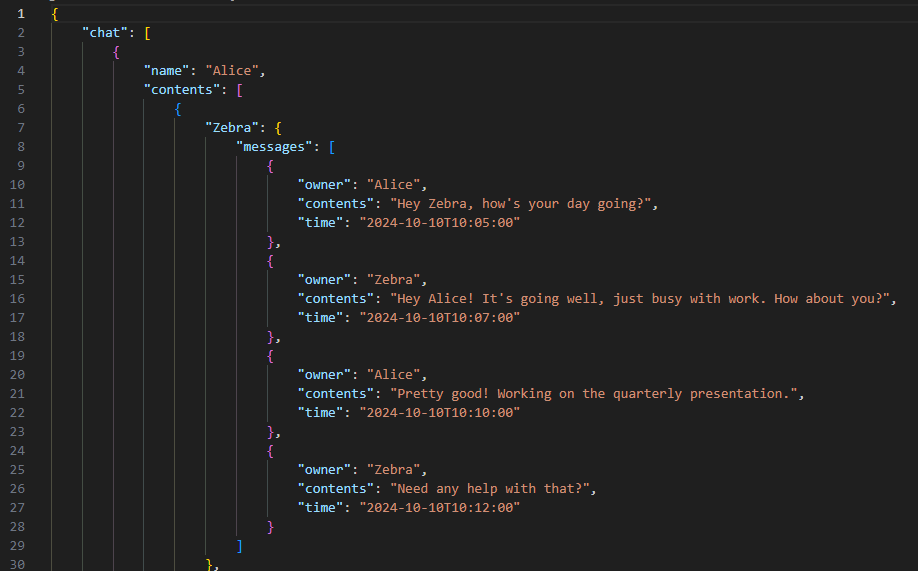 1 {
2 "chat": [
3 {
4 "name": "Alice",
5 "contents": [
6 {
7 "Zebra": {
8 "messages": [
9 {
10 "owner": "Alice",
11 "contents": "Hey Zebra, how's your day going?",
12 "time": "2024-10-10T10:05:00"
13 },
14 {
15 "owner": "Zebra",
16 "contents": "Hey Alice! It's going well, just busy with work. How about you?",
17 "time": "2024-10-10T10:07:00"
18 },
19 {
20 "owner": "Alice",
21 "contents": "Pretty good! Working on the quarterly presentation.",
22 "time": "2024-10-10T10:10:00"
23 },
24 {
25 "owner": "Zebra",
26 "contents": "Need any help with that?",
27 "time": "2024-10-10T10:12:00"
28 }
29 ]
30 },